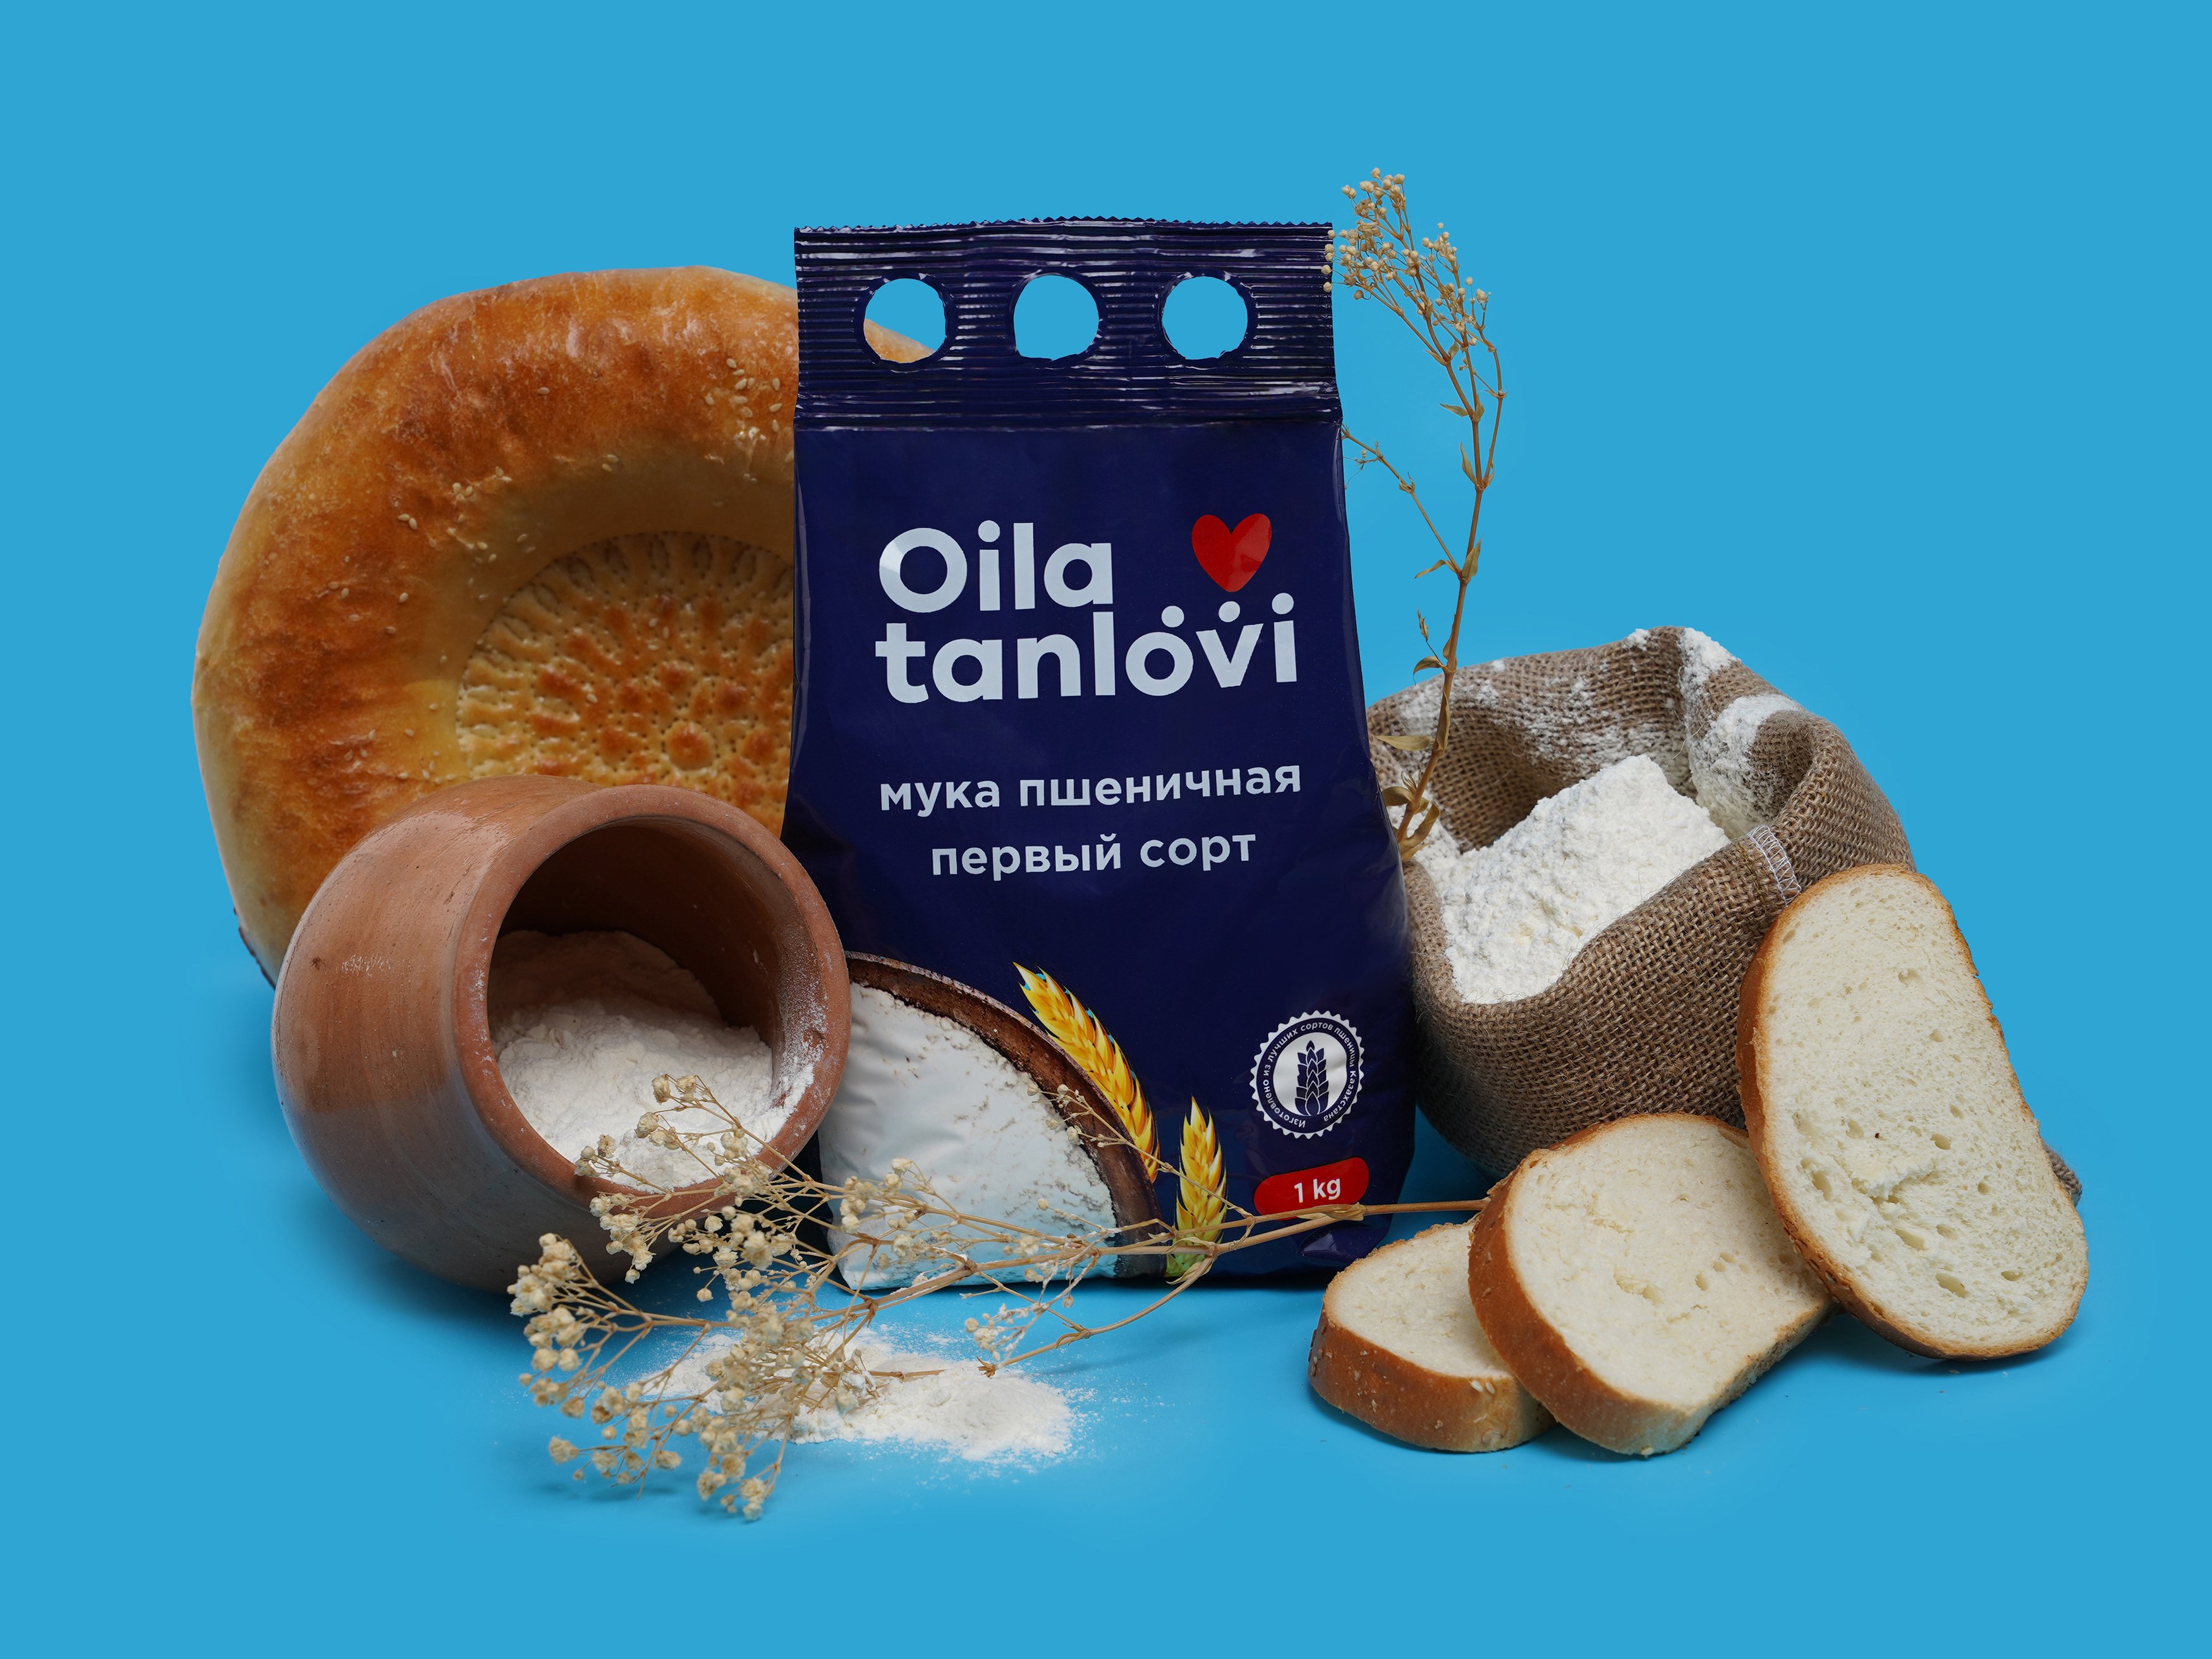 Oila
tanlovi
мука пшеничная
первый сорт
Изготовлено из лучших сортов пшеницы Казахстана
1 kg